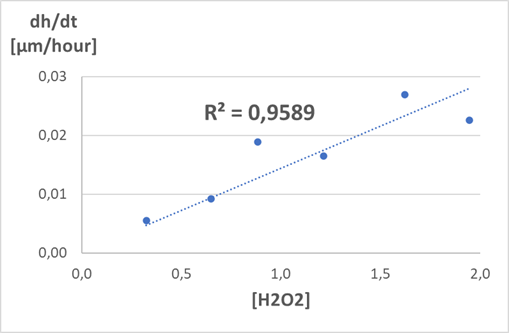 dh/dt
[µm/hour]
0,03
R² = 0,9589
0,02
0,01
0,00
0,0 0,5 1,0 1,5 2,0
[H2O2]